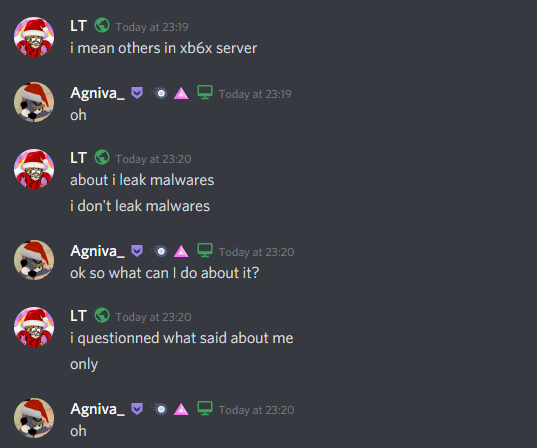 LT Today at 23:19
i mean others in xb6x server
Agniva_ Today at 23:19
oh
LT Today at 23:20
about i leak malwares
i don't leak malwares
Agniva_ Today at 23:20
ok so what can I do about it?
LT Today at 23:20
i questionned what said about me
only
Agniva_ Today at 23:20
oh